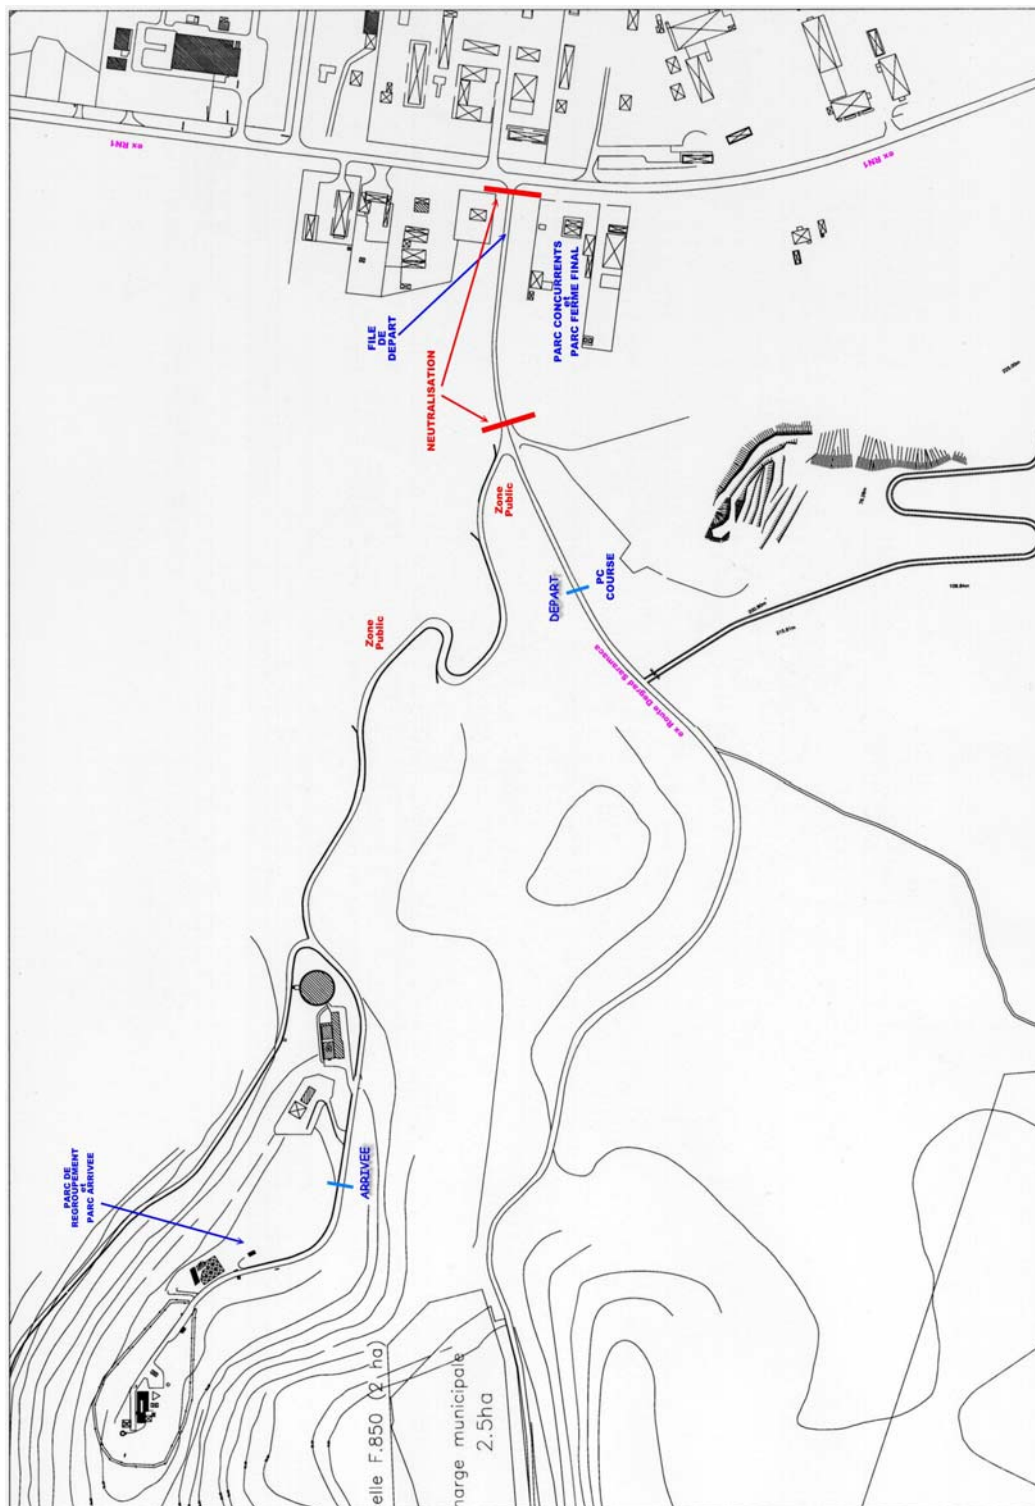 ex RN1
ex RN1
FILE
DE
DEPART
PARC CONCURRENTS
et
PARC FERME FINAL
NEUTRALISATION
Zone
Public
DEPART
PC
COURSE
Zone
Public
ex Route Degrad Saramaca
ARRIVEE
PARC DE
REGROUPEMENT
et
PARC ARRIVEE
elle F.850 (2. ha)
harge municipale
2.5ha